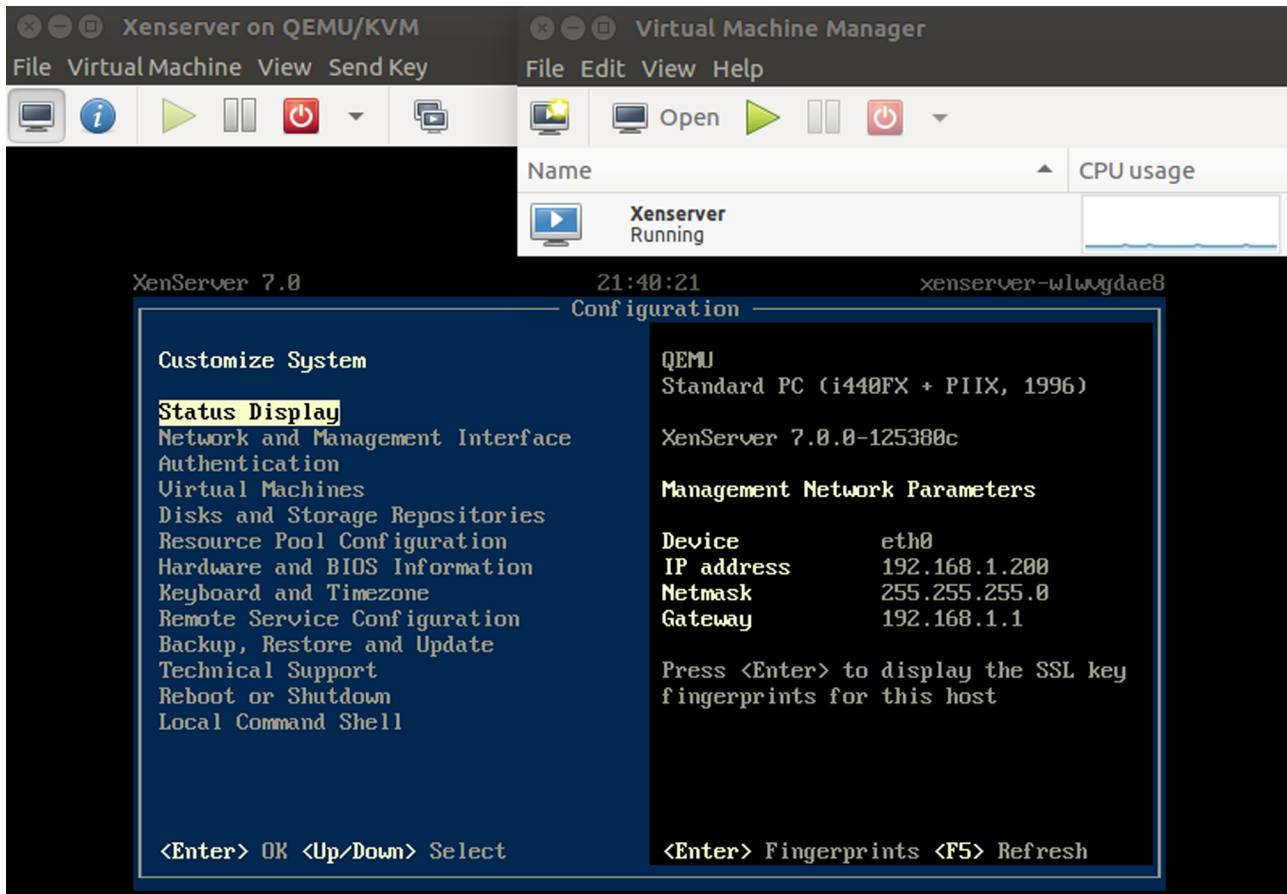 Xenserver on QEMU/KVM
File Virtual Machine View Send Key
Virtual Machine Manager
File Edit View Help
Open
Name CPU usage
Xenserver
Running
XenServer 7.0 21:40:21 xenserver-wlwvgdae8
Configuration
Customize System
Status Display
Network and Management Interface
Authentication
Virtual Machines
Disks and Storage Repositories
Resource Pool Configuration
Hardware and BIOS Information
Keyboard and Timezone
Remote Service Configuration
Backup, Restore and Update
Technical Support
Reboot or Shutdown
Local Command Shell
<Enter> OK <Up/Down> Select
QEMU
Standard PC (i440FX + PIIX, 1996)
XenServer 7.0.0-125380c
Management Network Parameters
Device eth0
IP address 192.168.1.200
Netmask 255.255.255.0
Gateway 192.168.1.1
Press <Enter> to display the SSL key
fingerprints for this host
<Enter> Fingerprints <F5> Refresh